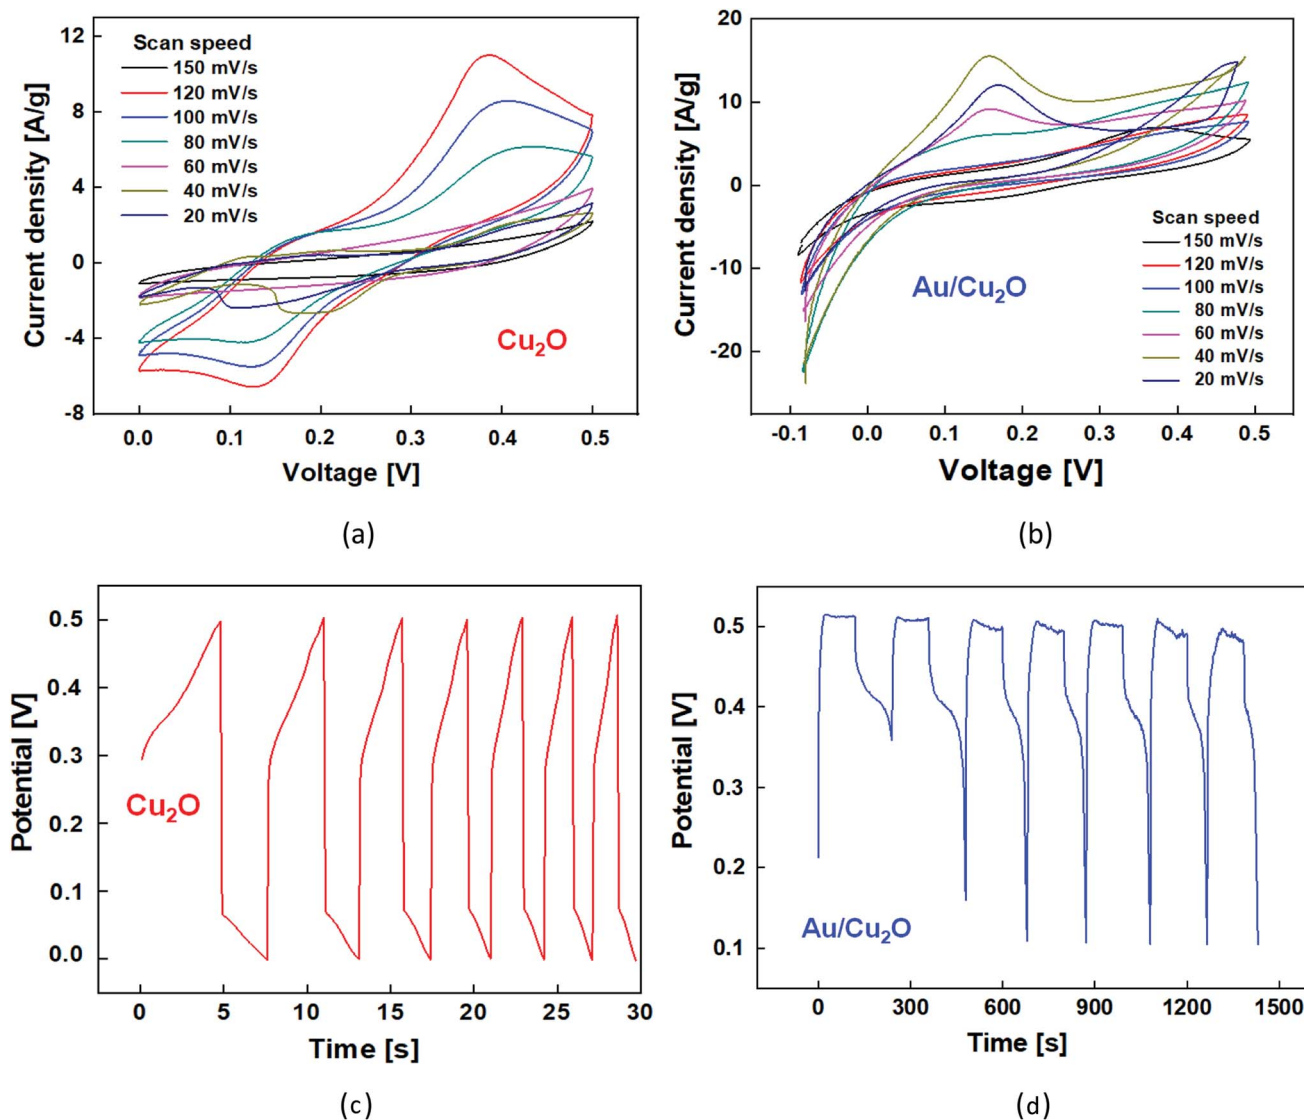 12
8
4
0
-4
-8
Current density [A/g]
Scan speed
150 mV/s
120 mV/s
100 mV/s
80 mV/s
60 mV/s
40 mV/s
20 mV/s
Cu₂O
0.0 0.1 0.2 0.3 0.4 0.5
Voltage [V]
(a)
20
10
0
-10
-20
Current density [A/g]
Au/Cu₂O
Scan speed
150 mV/s
120 mV/s
100 mV/s
80 mV/s
60 mV/s
40 mV/s
20 mV/s
-0.1 0.0 0.1 0.2 0.3 0.4 0.5
Voltage [V]
(b)
0.5
0.4
0.3
0.2
0.1
0.0
Potential [V]
Cu₂O
0 5 10 15 20 25 30
Time [s]
(c)
0.5
0.4
0.3
0.2
0.1
Potential [V]
Au/Cu₂O
0 300 600 900 1200 1500
Time [s]
(d)